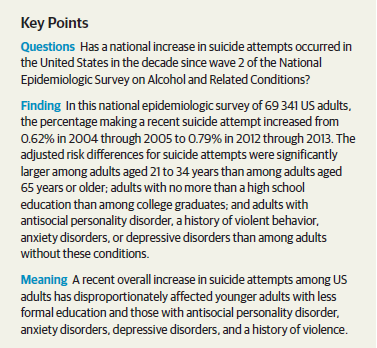 Key Points
Questions Has a national increase in suicide attempts occurred in
the United States in the decade since wave 2 of the National
Epidemiologic Survey on Alcohol and Related Conditions?
Finding In this national epidemiologic survey of 69 341 US adults,
the percentage making a recent suicide attempt increased from
0.62% in 2004 through 2005 to 0.79% in 2012 through 2013. The
adjusted risk differences for suicide attempts were significantly
larger among adults aged 21 to 34 years than among adults aged
65 years or older; adults with no more than a high school
education than among college graduates; and adults with
antisocial personality disorder, a history of violent behavior,
anxiety disorders, or depressive disorders than among adults
without these conditions.
Meaning A recent overall increase in suicide attempts among US
adults has disproportionately affected younger adults with less
formal education and those with antisocial personality disorder,
anxiety disorders, depressive disorders, and a history of violence.